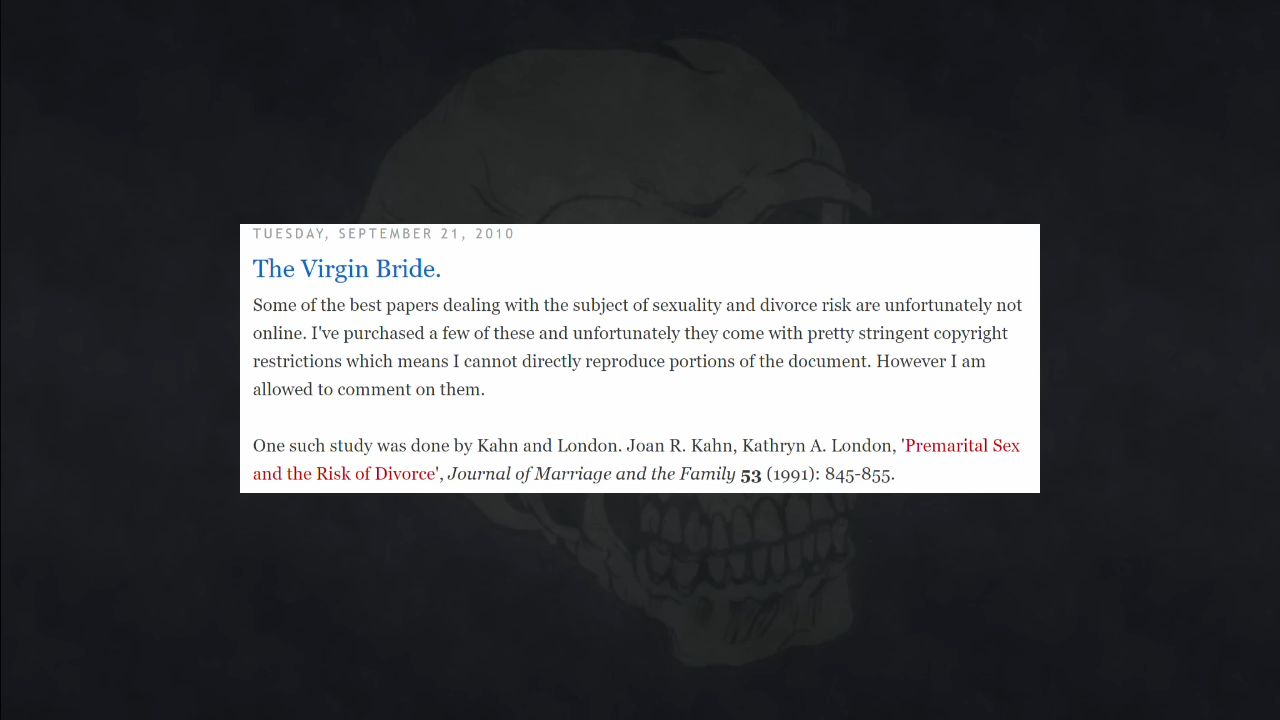 TUESDAY, SEPTEMBER 21, 2010
The Virgin Bride.
Some of the best papers dealing with the subject of sexuality and divorce risk are unfortunately not
online. I've purchased a few of these and unfortunately they come with pretty stringent copyright
restrictions which means I cannot directly reproduce portions of the document. However I am
allowed to comment on them.
One such study was done by Kahn and London. Joan R. Kahn, Kathryn A. London, 'Premarital Sex
and the Risk of Divorce', Journal of Marriage and the Family 53 (1991): 845-855.